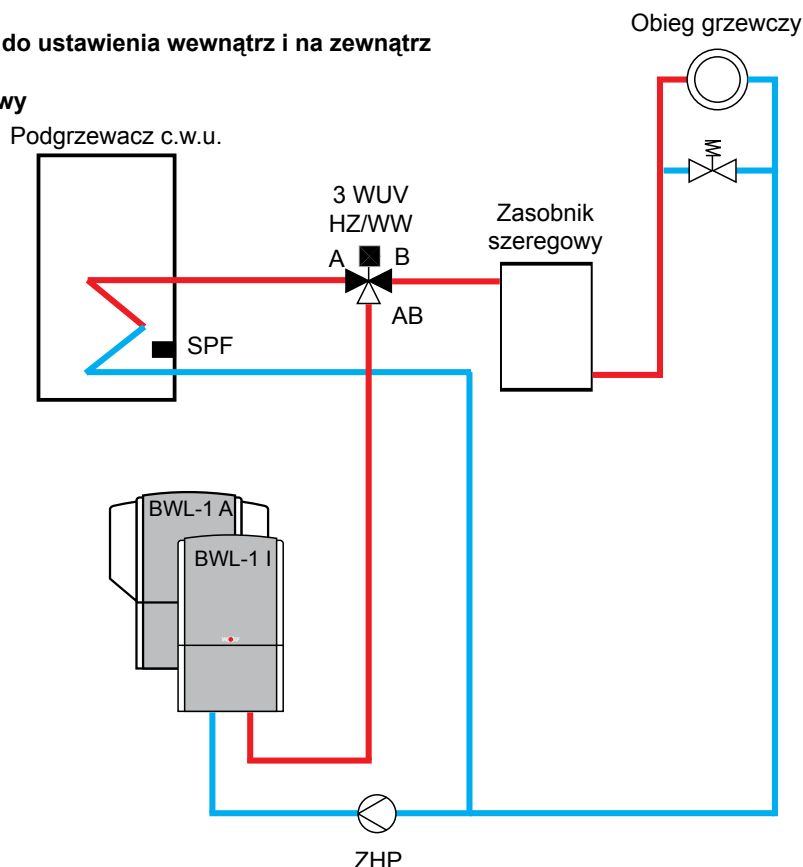 Obieg grzewczy
do ustawienia wewnątrz i na zewnątrz
wy
Podgrzewacz c.w.u.
3 WUV
HZ/WW
A
B
AB
Zasobnik
szeregowy
SPF
BWL-1 A
BWL-1 I
ZHP